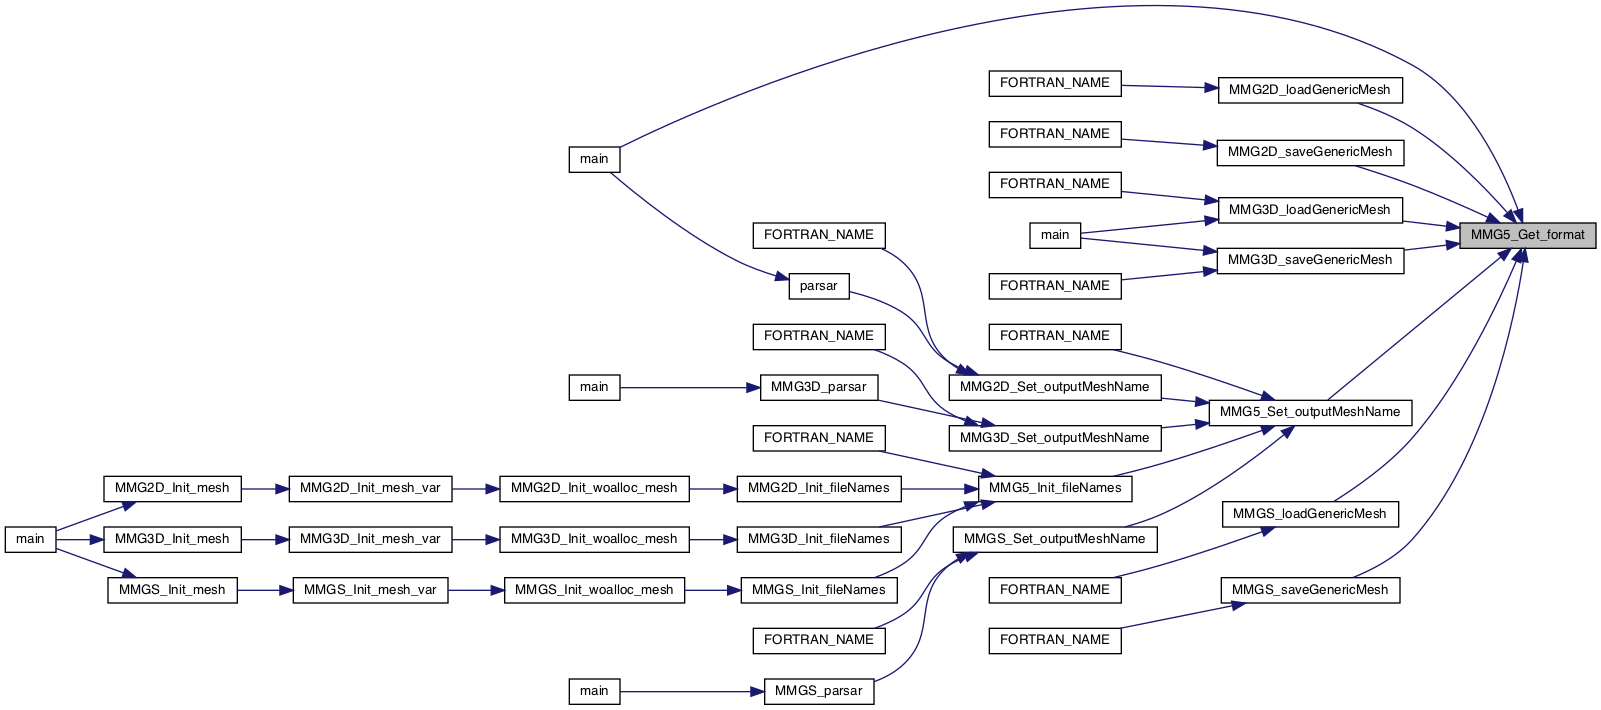 FORTRAN_NAME
MMG2D_loadGenericMesh
FORTRAN_NAME
MMG2D_saveGenericMesh
main
FORTRAN_NAME
MMG3D_loadGenericMesh
FORTRAN_NAME
main
MMG5_Get_format
MMG3D_saveGenericMesh
parsar
FORTRAN_NAME
FORTRAN_NAME
FORTRAN_NAME
main
MMG3D_parsar
MMG2D_Set_outputMeshName
MMG5_Set_outputMeshName
FORTRAN_NAME
MMG3D_Set_outputMeshName
MMG2D_Init_mesh
MMG2D_Init_mesh_var
MMG2D_Init_woalloc_mesh
MMG2D_Init_fileNames
MMG5_Init_fileNames
MMGS_loadGenericMesh
main
MMG3D_Init_mesh
MMG3D_Init_mesh_var
MMG3D_Init_woalloc_mesh
MMG3D_Init_fileNames
MMGS_Set_outputMeshName
MMGS_Init_mesh
MMGS_Init_mesh_var
MMGS_Init_woalloc_mesh
MMGS_Init_fileNames
FORTRAN_NAME
MMGS_saveGenericMesh
FORTRAN_NAME
FORTRAN_NAME
main
MMGS_parsar